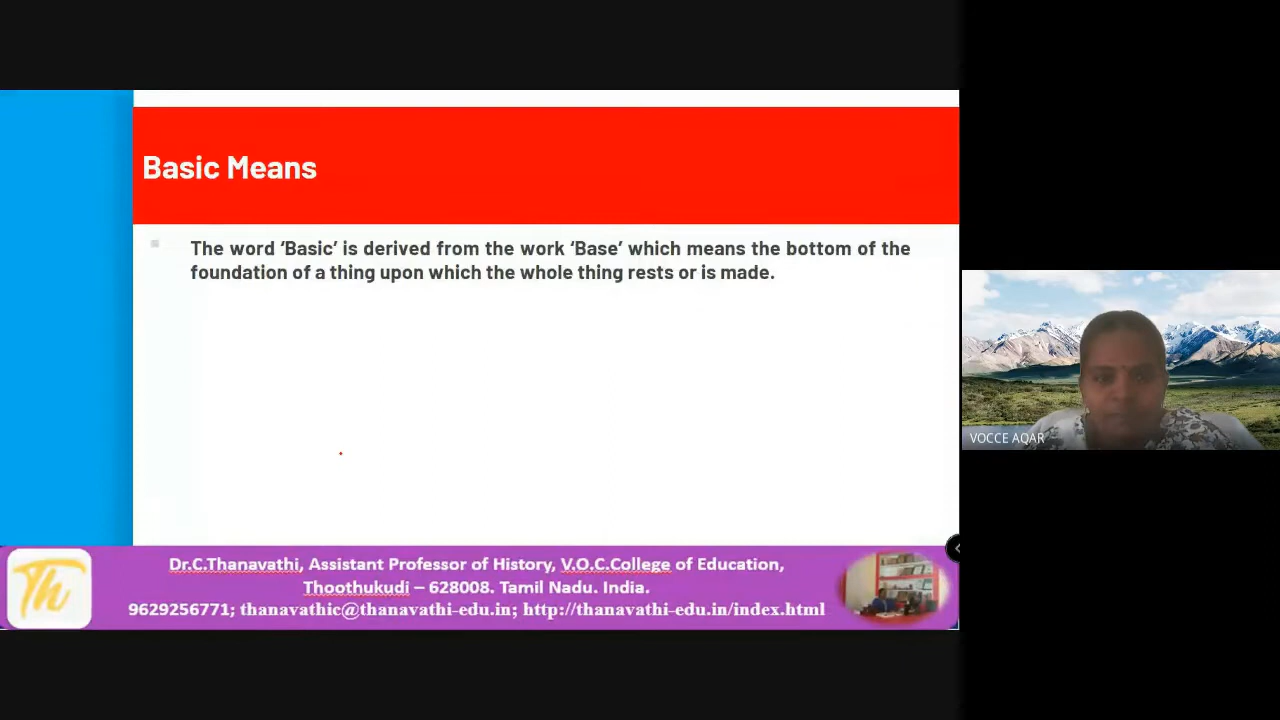 Basic Means
The word ‘Basic’ is derived from the work ‘Base’ which means the bottom of the
foundation of a thing upon which the whole thing rests or is made.
VOCCE AQAR
Th
Dr.C.Thanavathi, Assistant Professor of History, V.O.C.College of Education,
Thoothukudi – 628008. Tamil Nadu. India.
9629256771; thanavathic@thanavathi-edu.in; http://thanavathi-edu.in/index.html